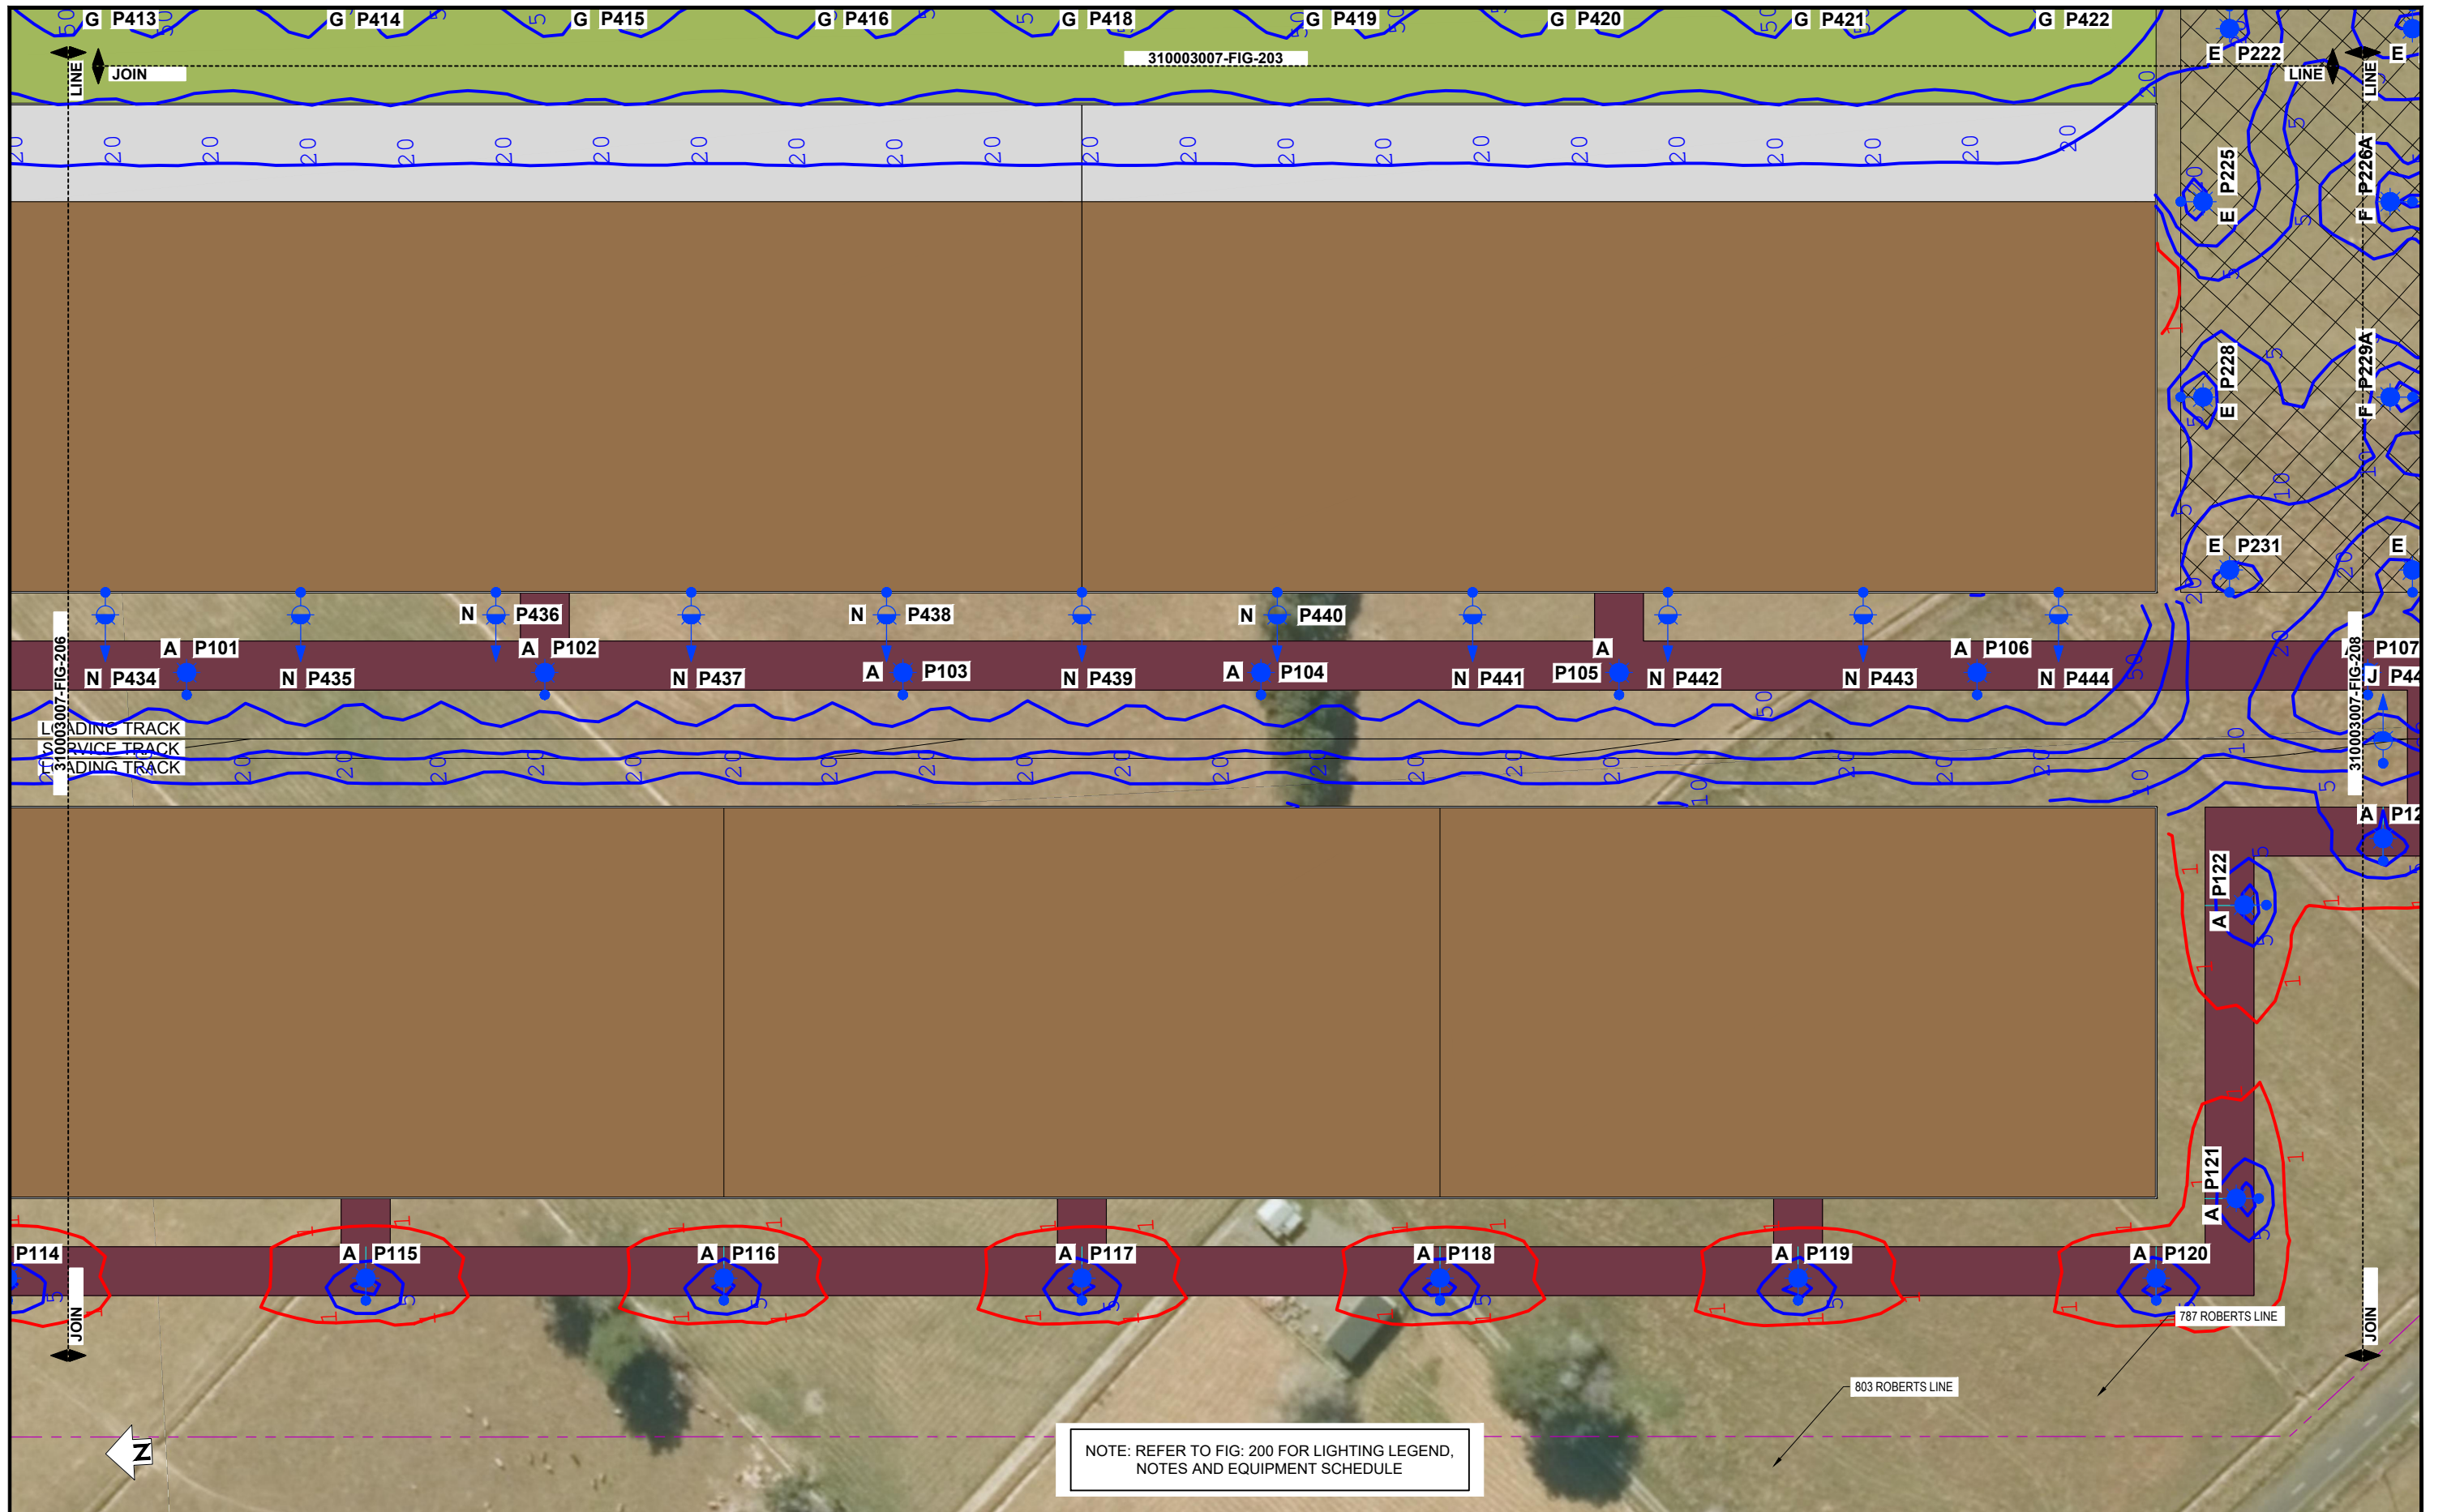 G P413
G P414
G P415
G P416
G P418
G P419
G P420
G P421
G P422
E P222
E
LINE
JOIN
310003007-FIG-203
LINE
LINE
P225
E
P226A
F
P228
E
P229A
F
E P231
E
N P436
N P438
N P440
A P101
A P102
A P103
A P104
A
P105
A P106
P107
N P434
N P435
N P437
N P439
N P441
N P442
N P443
N P444
J P44
310003007-FIG-206
310003007-FIG-208
LOADING TRACK
SERVICE TRACK
LOADING TRACK
A P12
P122
A
P121
A
P114
A P115
A P116
A P117
A P118
A P119
A P120
JOIN
JOIN
787 ROBERTS LINE
803 ROBERTS LINE
N
NOTE: REFER TO FIG: 200 FOR LIGHTING LEGEND,
NOTES AND EQUIPMENT SCHEDULE